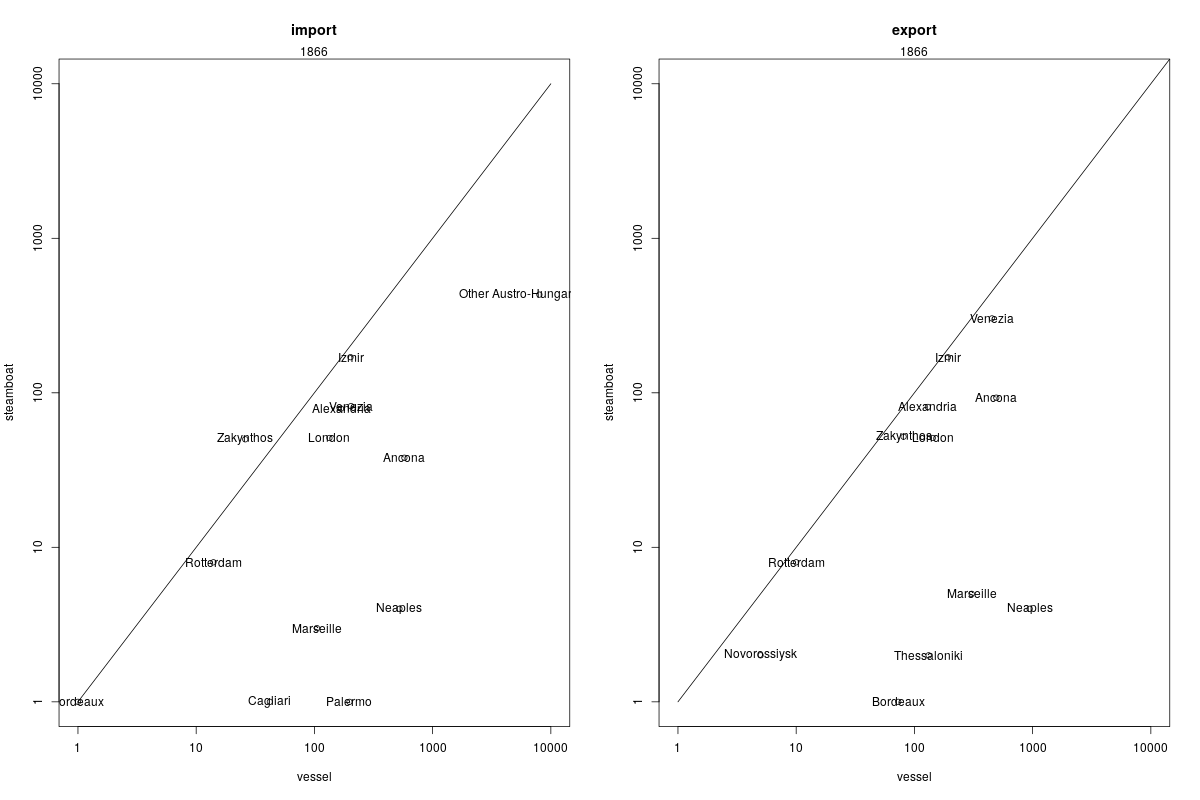 import
1866
10000
1000
100
10
1
steamboat
Other Austro-Hungar
Izmir
Venezia
Alexandria
Zakynthos
London
Ancona
Rotterdam
Neaples
Marseille
ordeaux
Cagliari
Palermo
1 10 100 1000 10000
vessel
export
1866
10000
1000
100
10
1
steamboat
Venezia
Izmir
Ancona
Alexandria
Zakynthos
London
Rotterdam
Marseille
Neaples
Novorossiysk
Thessaloniki
Bordeaux
1 10 100 1000 10000
vessel